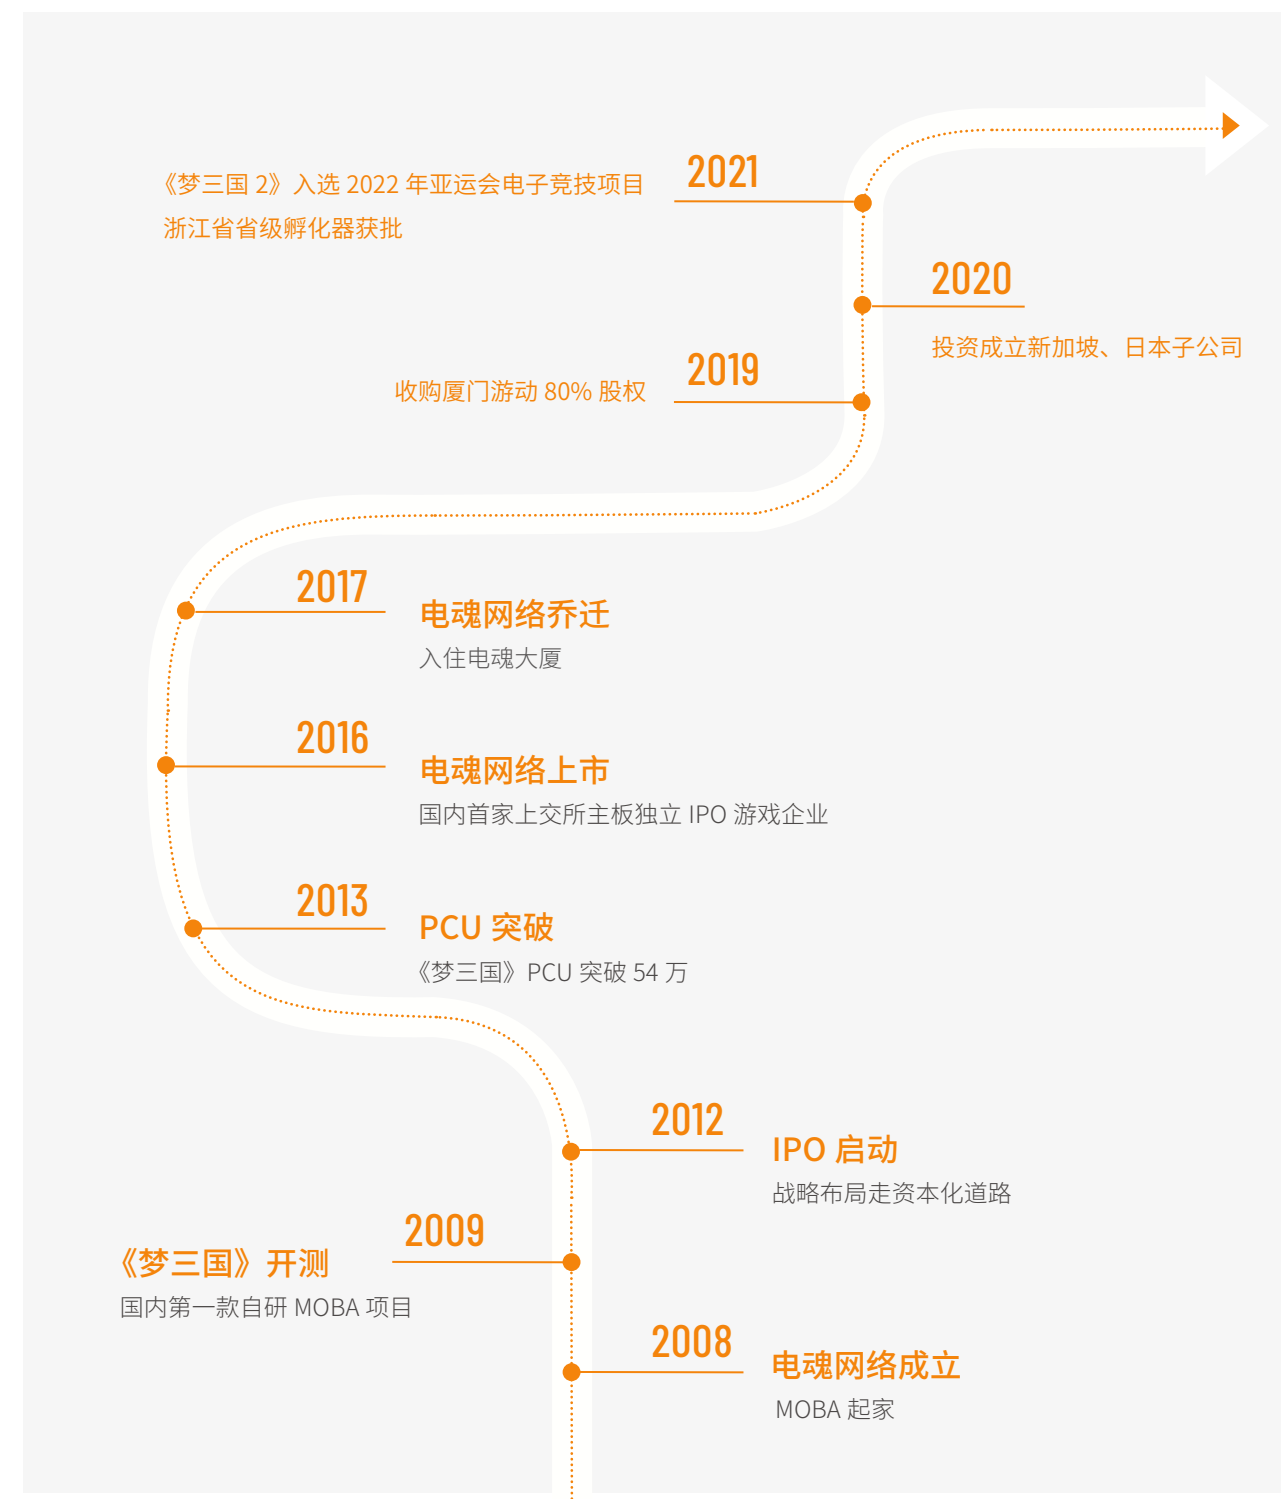 2021
《梦三国 2》入选 2022 年亚运会电子竞技项目
浙江省省级孵化器获批
2020
投资成立新加坡、日本子公司
2019
收购厦门游动 80% 股权
2017
电魂网络乔迁
入住电魂大厦
2016
电魂网络上市
国内首家上交所主板独立 IPO 游戏企业
2013
PCU 突破
《梦三国》PCU 突破 54 万
2012
IPO 启动
战略布局走资本化道路
2009
《梦三国》开测
国内第一款自研 MOBA 项目
2008
电魂网络成立
MOBA 起家